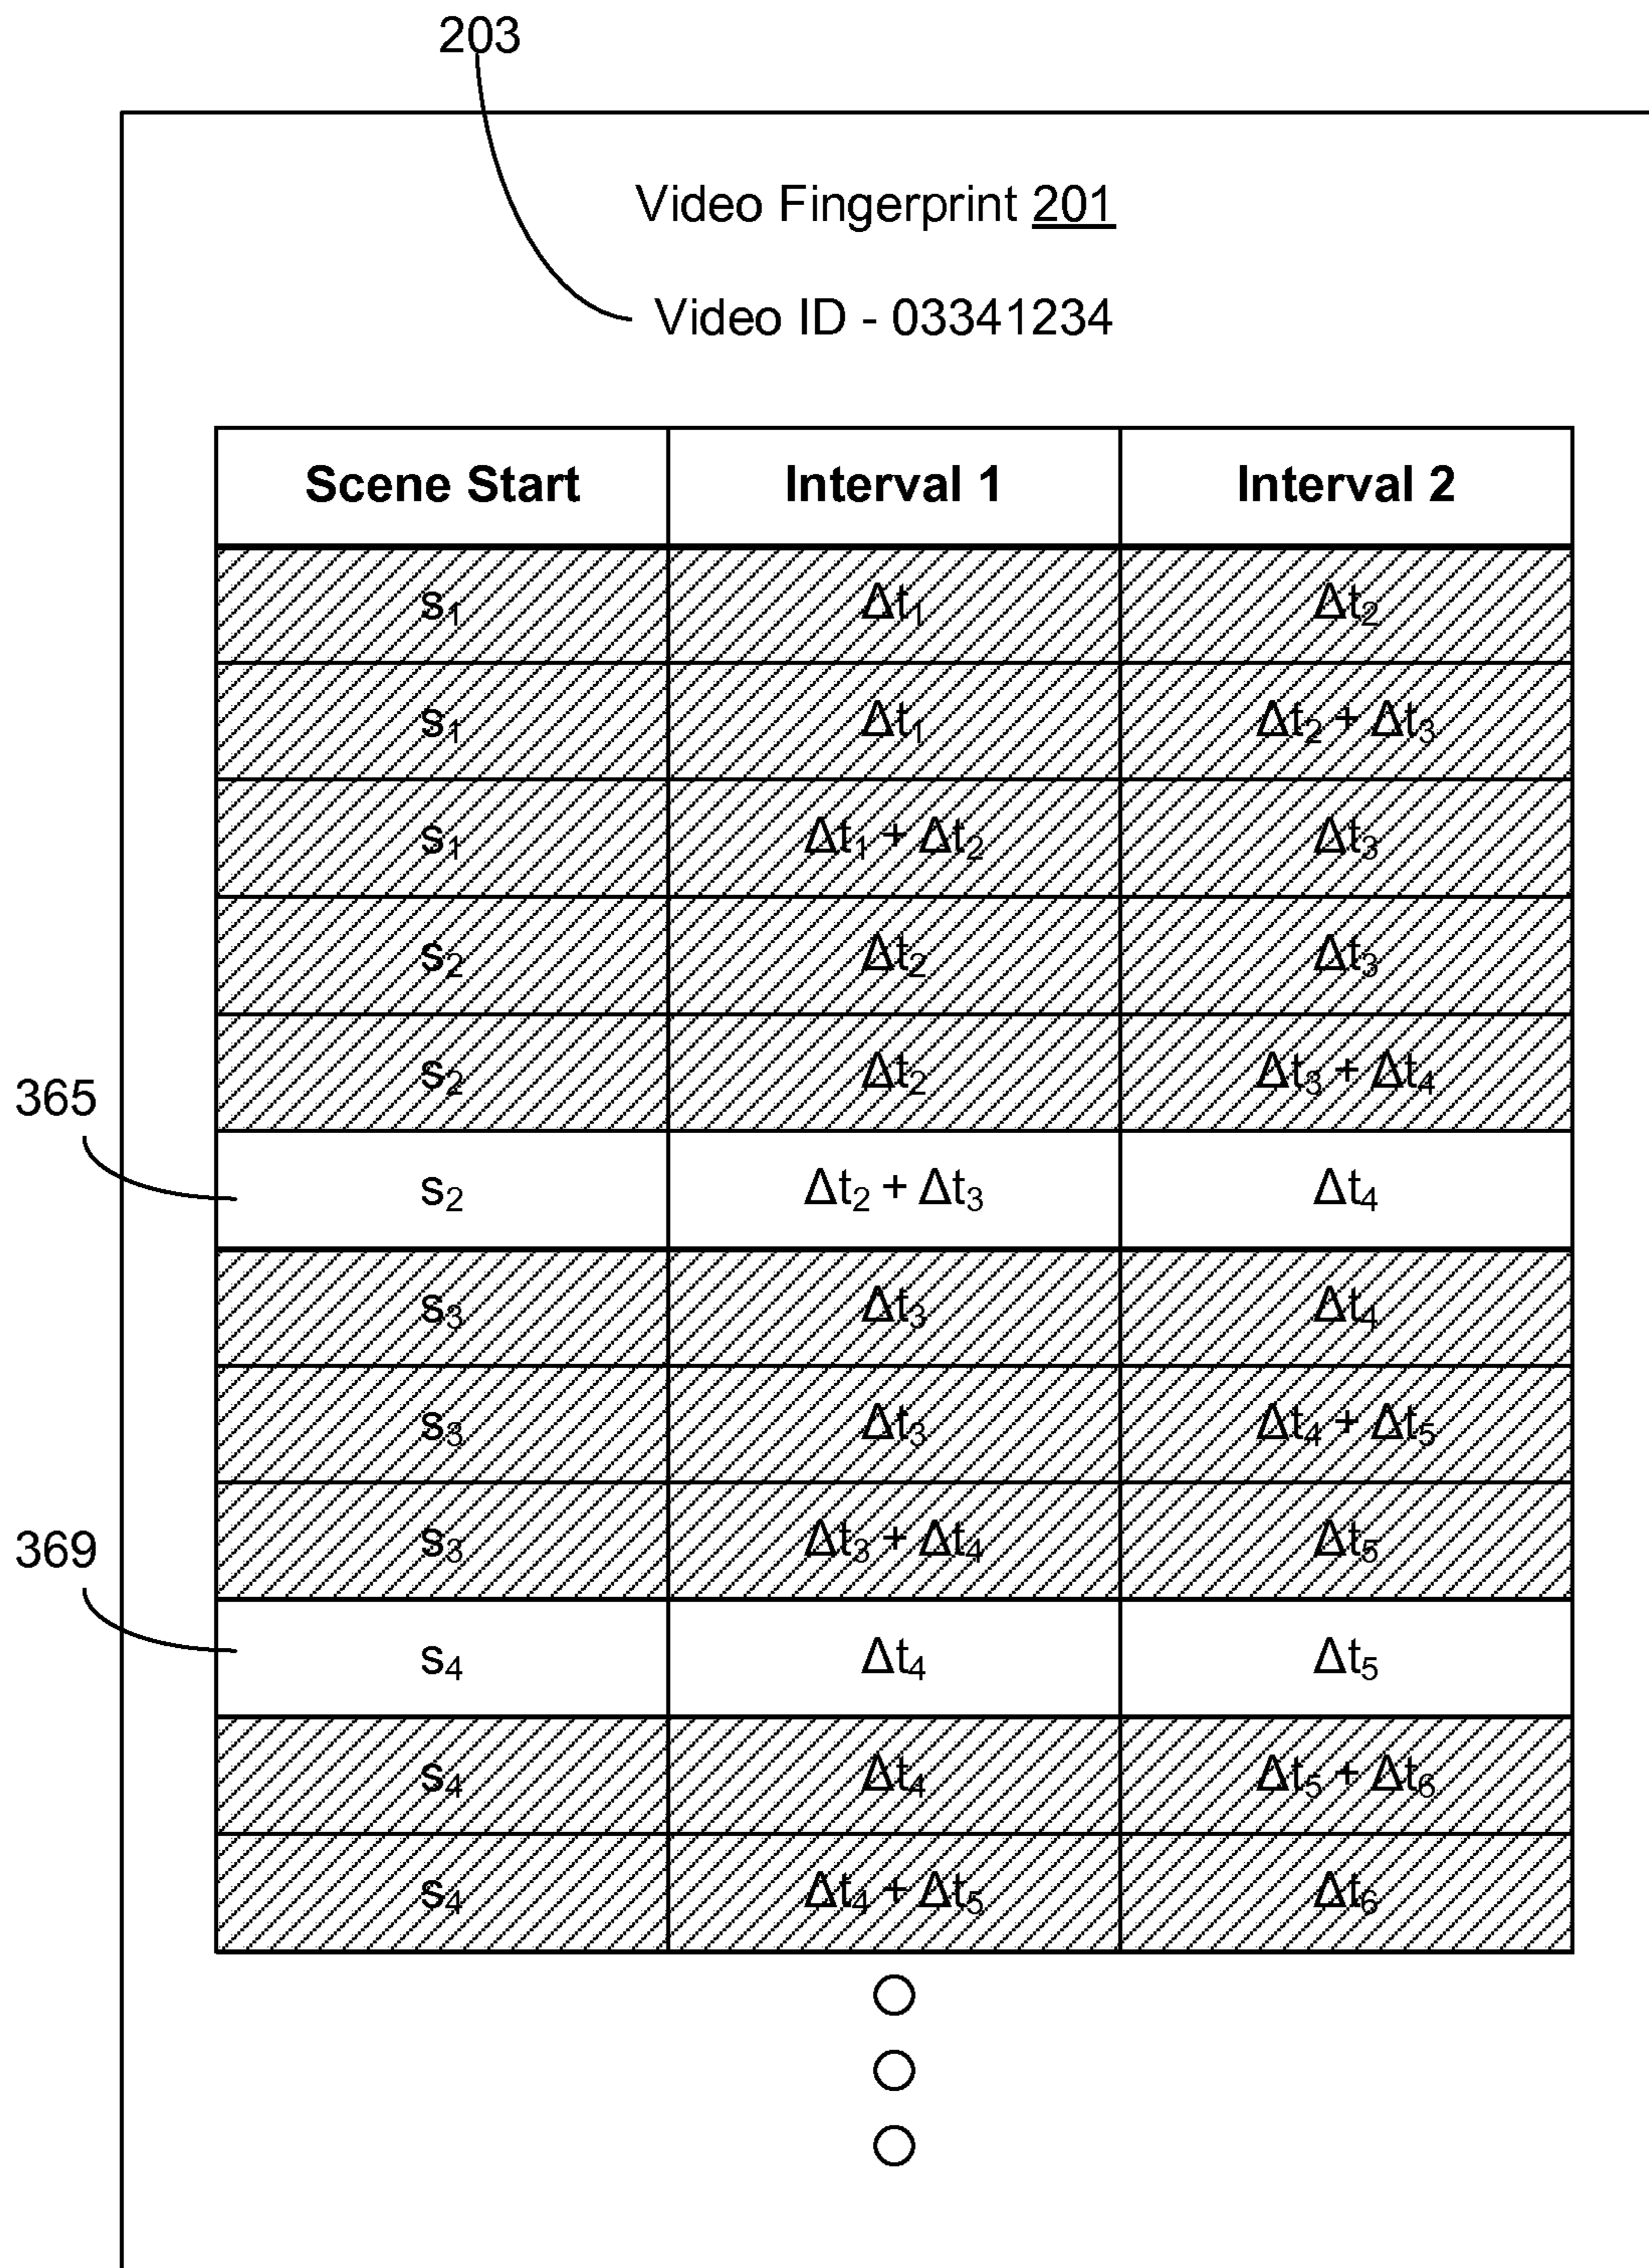 203
Video Fingerprint 201
Video ID - 03341234
Scene Start Interval 1 Interval 2
s₁ Δt₁ Δt₂
s₁ Δt₁ Δt₂ + Δt₃
s₁ Δt₁ + Δt₂ Δt₃
s₂ Δt₂ Δt₃
s₂ Δt₂ Δt₃ + Δt₄
365
s₂ Δt₂ + Δt₃ Δt₄
s₃ Δt₃ Δt₄
s₃ Δt₃ Δt₄ + Δt₅
s₃ Δt₃ + Δt₄ Δt₅
369
s₄ Δt₄ Δt₅
s₄ Δt₄ Δt₅ + Δt₆
s₄ Δt₄ + Δt₅ Δt₆